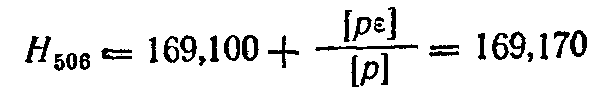 H₅₀₆ = 169,100 + [pε]/[p] = 169,170